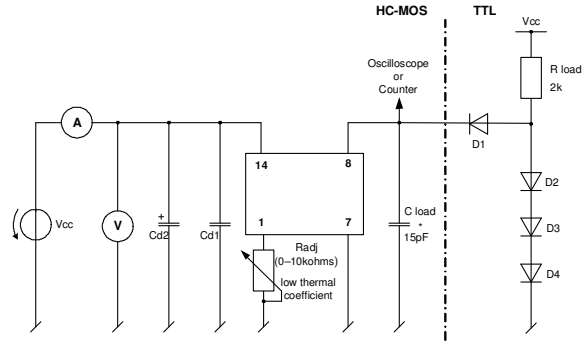 HC-MOS
TTL
Vcc
Oscilloscope
or
Counter
R load
2k
A
D1
14
8
D2
Vcc
V
+
Cd2
Cd1
1
7
C load
*
15pF
D3
Radj
(0–10kohms)
low thermal
coefficient
D4